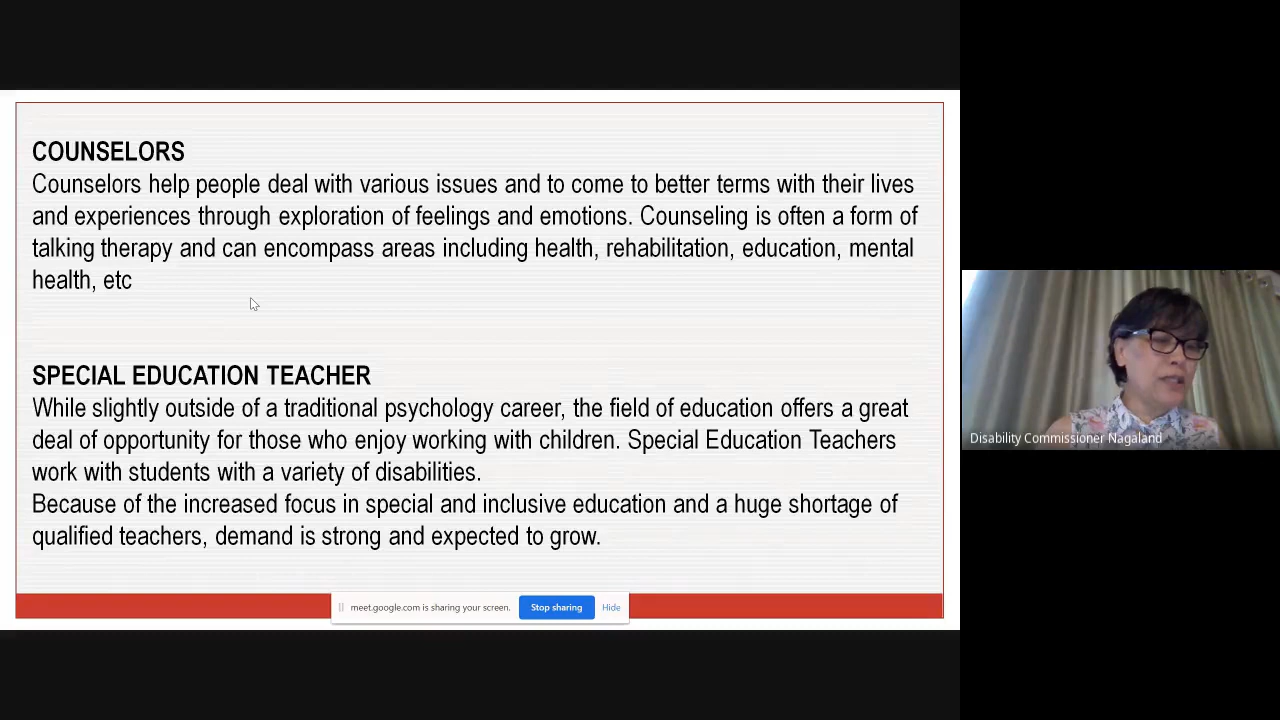 COUNSELORS
Counselors help people deal with various issues and to come to better terms with their lives
and experiences through exploration of feelings and emotions. Counseling is often a form of
talking therapy and can encompass areas including health, rehabilitation, education, mental
health, etc
SPECIAL EDUCATION TEACHER
While slightly outside of a traditional psychology career, the field of education offers a great
deal of opportunity for those who enjoy working with children. Special Education Teachers
work with students with a variety of disabilities.
Because of the increased focus in special and inclusive education and a huge shortage of
qualified teachers, demand is strong and expected to grow.
meet.google.com is sharing your screen. Stop sharing Hide
Disability Commissioner Nagaland